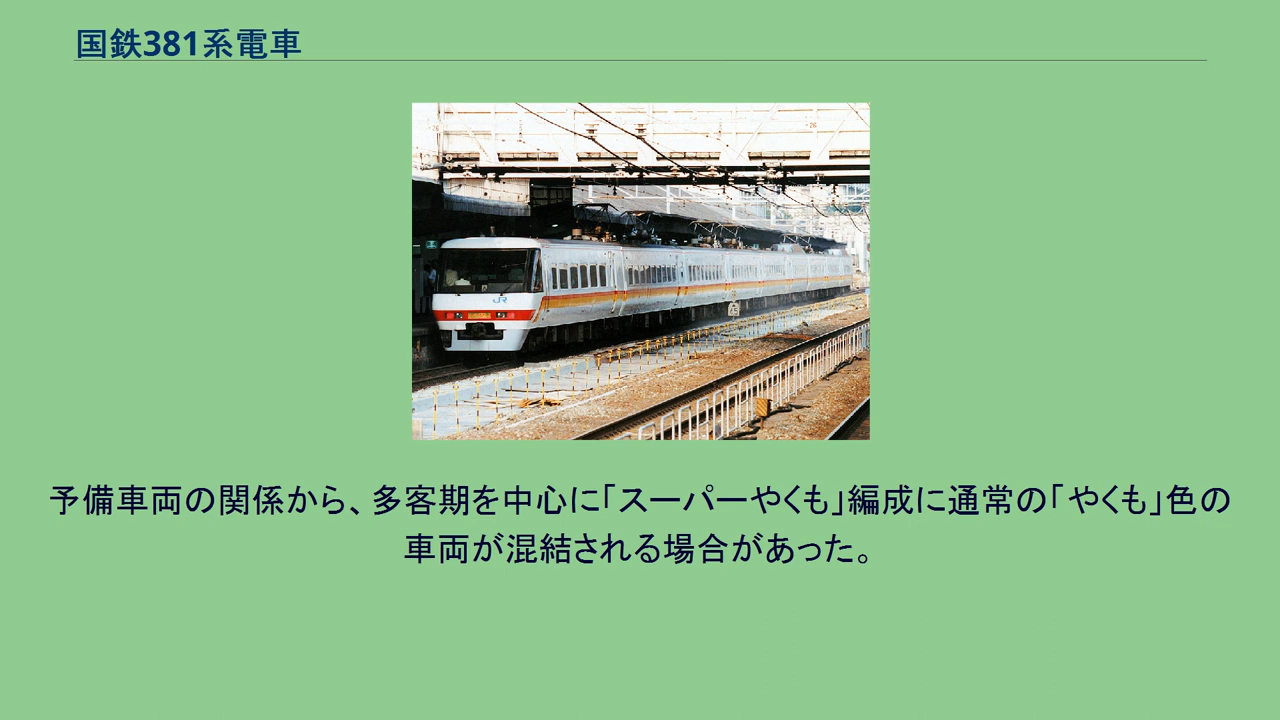 国鉄381系電車
JR
予備車両の関係から、多客期を中心に「スーパーやくも」編成に通常の「やくも」色の
車両が混結される場合があった。